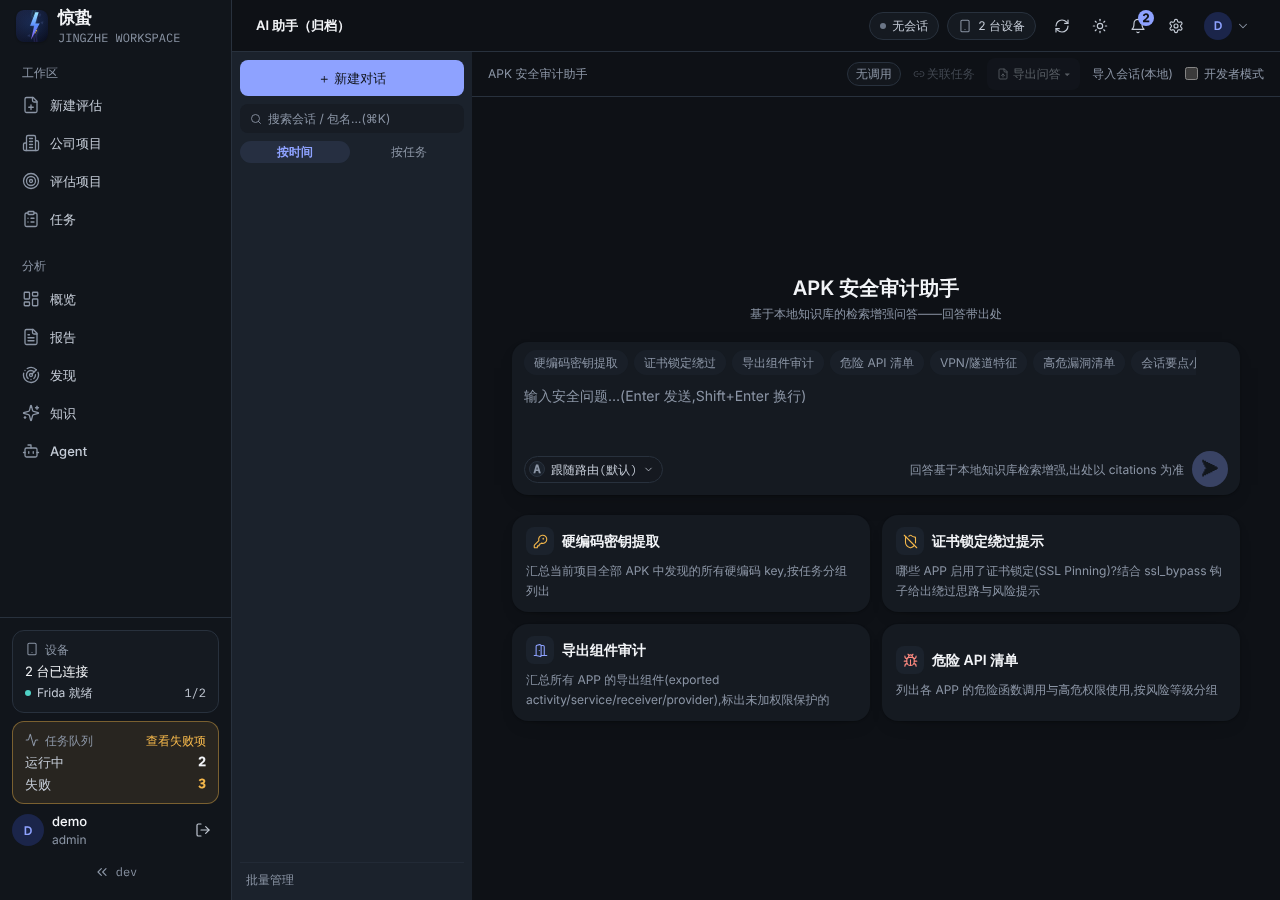 惊蛰
JINGZHE WORKSPACE
工作区
新建评估
公司项目
评估项目
任务
分析
概览
报告
发现
知识
Agent
设备
2 台已连接
Frida 就绪 1/2
任务队列 查看失败项
运行中 2
失败 3
D demo
admin
dev
AI 助手（归档）
无会话
2 台设备
2
D
+ 新建对话
搜索会话 / 包名...(⌘K)
按时间 按任务
批量管理
APK 安全审计助手
无调用 关联任务 导出问答 导入会话(本地) 开发者模式
APK 安全审计助手
基于本地知识库的检索增强问答——回答带出处
硬编码密钥提取 证书锁定绕过 导出组件审计 危险 API 清单 VPN/隧道特征 高危漏洞清单 会话要点小
输入安全问题...(Enter 发送,Shift+Enter 换行)
A 跟随路由(默认) 回答基于本地知识库检索增强,出处以 citations 为准
硬编码密钥提取
汇总当前项目全部 APK 中发现的所有硬编码 key,按任务分组
列出
证书锁定绕过提示
哪些 APP 启用了证书锁定(SSL Pinning)?结合 ssl_bypass 钩
子给出绕过思路与风险提示
导出组件审计
汇总所有 APP 的导出组件(exported
activity/service/receiver/provider),标出未加权限保护的
危险 API 清单
列出各 APP 的危险函数调用与高危权限使用,按风险等级分组